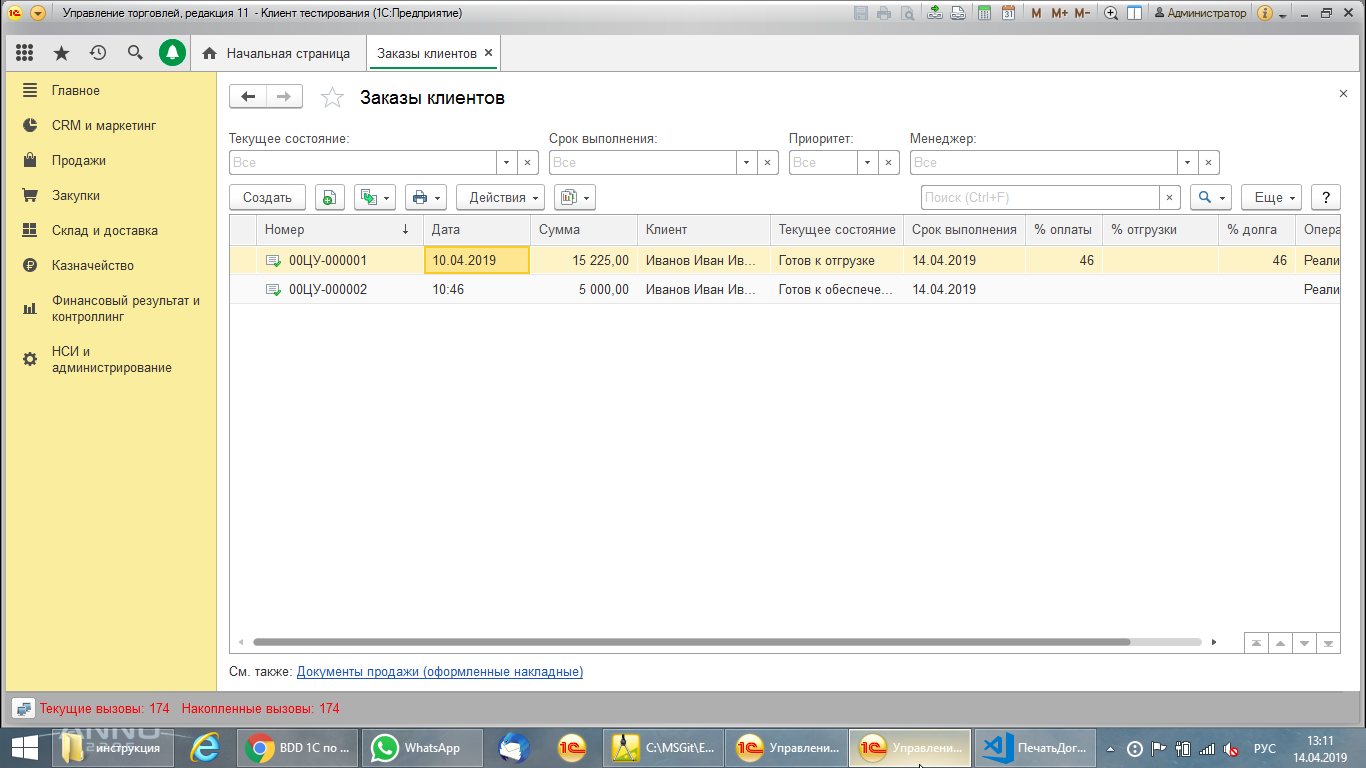 Управление торговлей, редакция 11 - Клиент тестирования (1С:Предприятие)
M M+ M- Администратор
Начальная страница Заказы клиентов
Главное
CRM и маркетинг
Продажи
Закупки
Склад и доставка
Казначейство
Финансовый результат и
контроллинг
НСИ и
администрирование
Заказы клиентов
Текущее состояние: Срок выполнения: Приоритет: Менеджер:
Все Все Все Все
Создать Действия Поиск (Ctrl+F) Еще ?
Номер Дата Сумма Клиент Текущее состояние Срок выполнения % оплаты % отгрузки % долга Опера
00ЦУ-000001 10.04.2019 15 225,00 Иванов Иван Ив... Готов к отгрузке 14.04.2019 46 46 Реали
00ЦУ-000002 10:46 5 000,00 Иванов Иван Ив... Готов к обеспече... 14.04.2019 Реали
См. также: Документы продажи (оформленные накладные)
Текущие вызовы: 174 Накопленные вызовы: 174
инструкция BDD 1С по ... WhatsApp C:\MSGit\E... Управлени... Управлени... ПечатьДог... РУС 13:11
14.04.2019